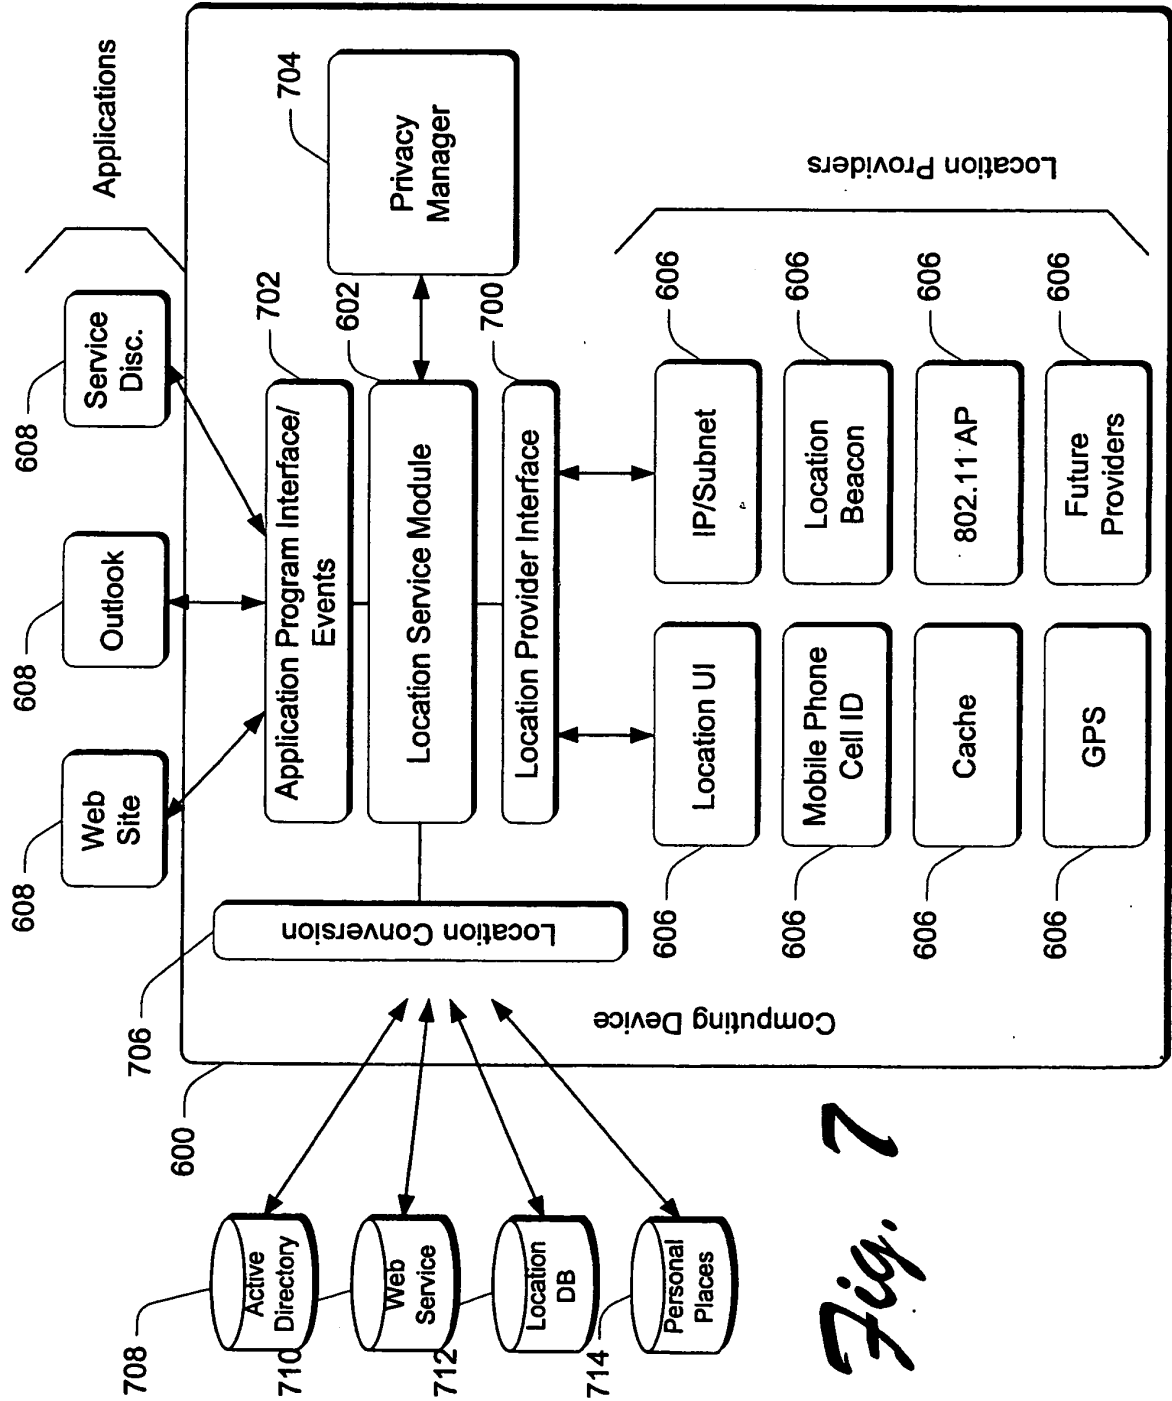 608
608
608
Applications
Web
Site
Outlook
Service
Disc.
600
706
702
602
700
704
Application Program Interface/
Events
Location Service Module
Location Provider Interface
Privacy
Manager
Location Conversion
Computing Device
708
Active
Directory
710
Web
Service
712
Location
DB
714
Personal
Places
Location Providers
606
Location UI
606
IP/Subnet
606
Mobile Phone
Cell ID
606
Location
Beacon
606
Cache
606
802.11 AP
606
GPS
606
Future
Providers
Fig. 7